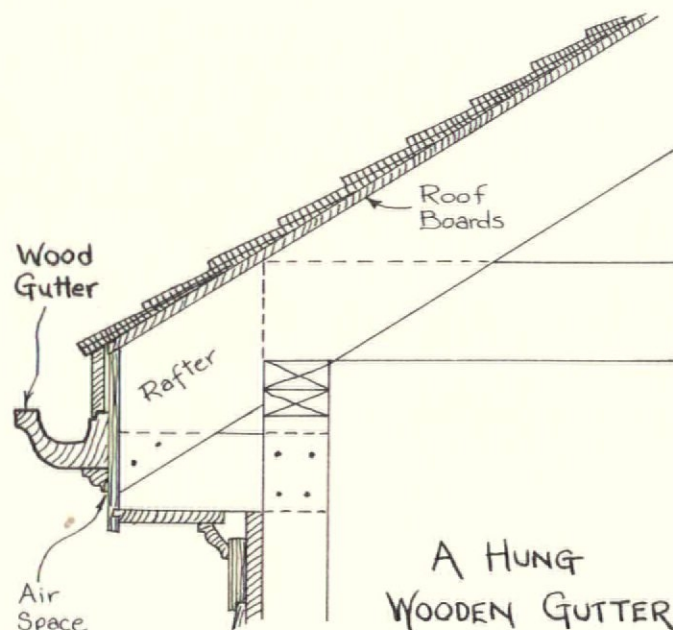 Roof
Boards
Wood
Gutter
Rafter
Air
Space
A HUNG
WOODEN GUTTER